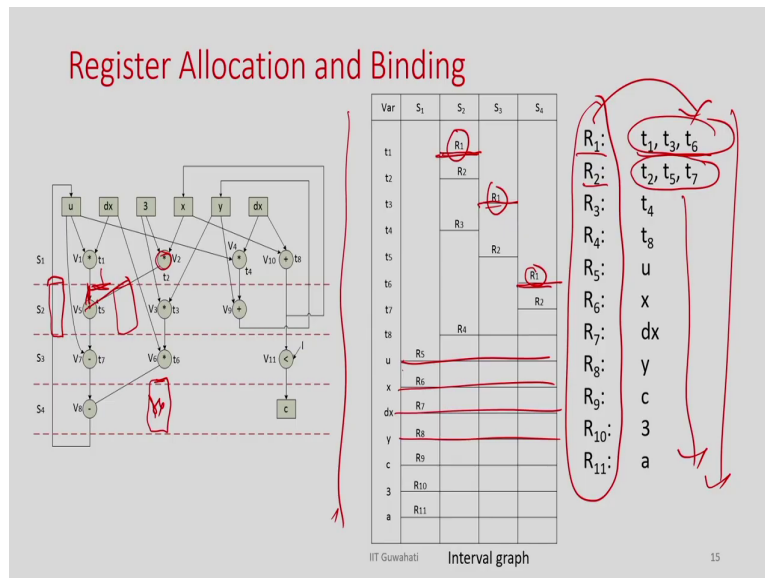 Register Allocation and Binding
u dx 3 x y dx
S1 V1 * t1 * V2 t2 V4 * t4 V10 + t8
S2 V5 * t5 V3 * t3 V9 +
S3 V7 - t7 V6 * t6 V11 < l
S4 V8 - c
Var S1 S2 S3 S4
t1 R1
t2 R2
t3 R1
t4 R3
t5 R2
t6 R1
t7 R2
t8 R4
u R5
x R6
dx R7
y R8
c R9
3 R10
a R11
R1: t1, t3, t6
R2: t2, t5, t7
R3: t4
R4: t8
R5: u
R6: x
R7: dx
R8: y
R9: c
R10: 3
R11: a
IIT Guwahati Interval graph 15